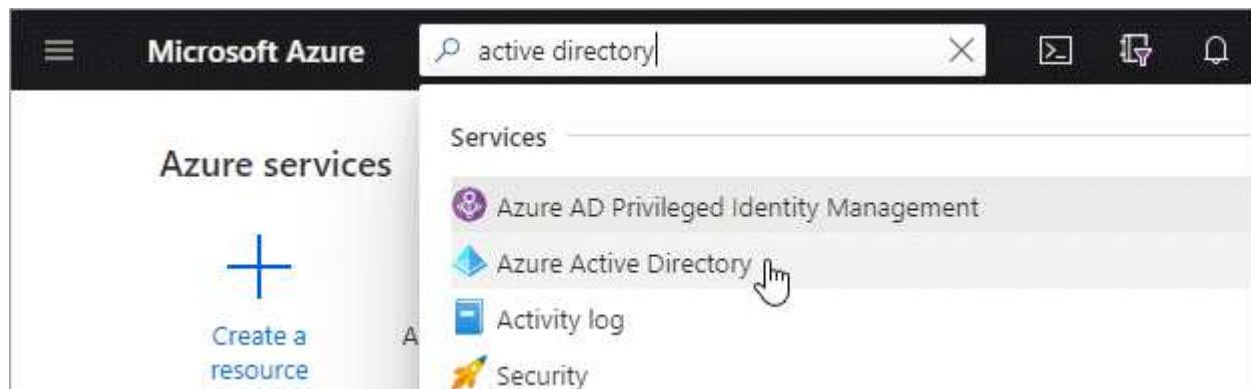 Microsoft Azure
active directory
Azure services
Services
Azure AD Privileged Identity Management
Azure Active Directory
Activity log
Security
Create a
resource
A